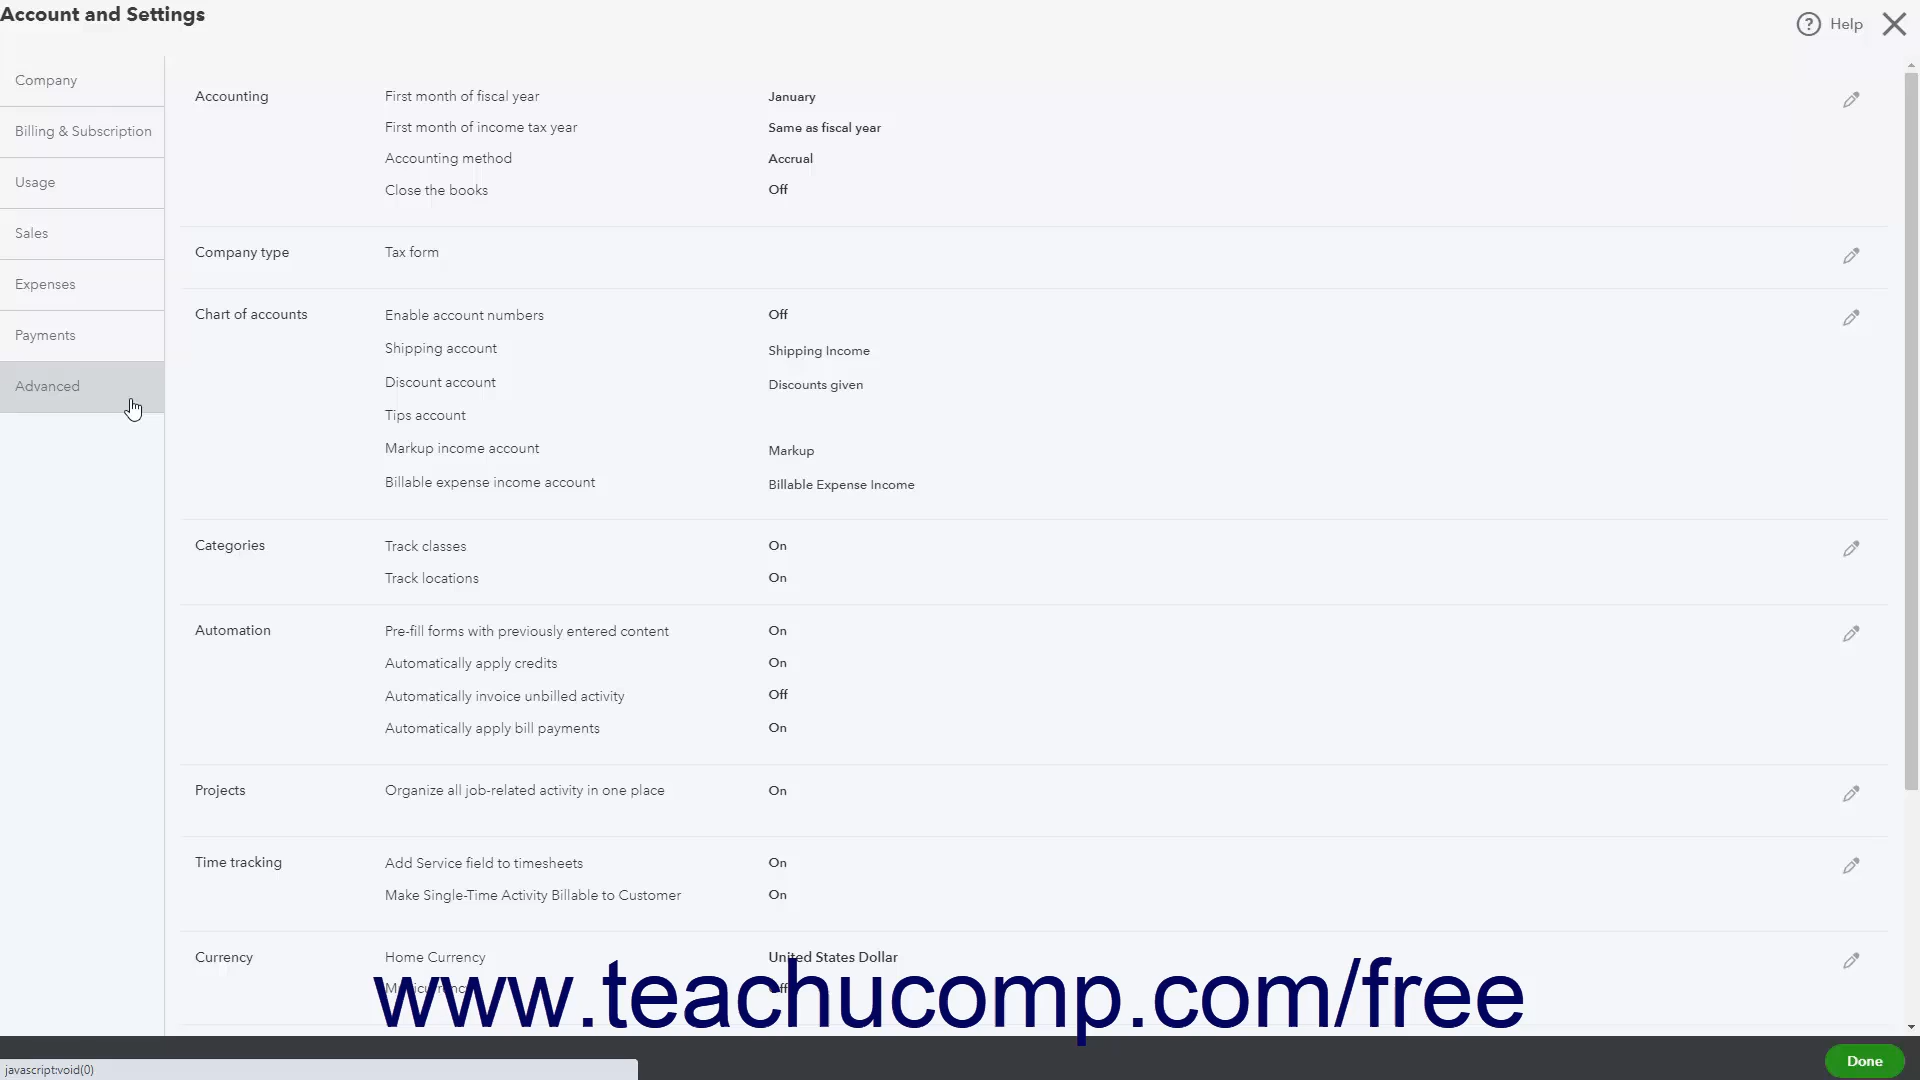 Account and Settings
Help
Company
Billing & Subscription
Usage
Sales
Expenses
Payments
Advanced
Accounting
First month of fiscal year January
First month of income tax year Same as fiscal year
Accounting method Accrual
Close the books Off
Company type
Tax form
Chart of accounts
Enable account numbers Off
Shipping account Shipping Income
Discount account Discounts given
Tips account
Markup income account Markup
Billable expense income account Billable Expense Income
Categories
Track classes On
Track locations On
Automation
Pre-fill forms with previously entered content On
Automatically apply credits On
Automatically invoice unbilled activity Off
Automatically apply bill payments On
Projects
Organize all job-related activity in one place On
Time tracking
Add Service field to timesheets On
Make Single-Time Activity Billable to Customer On
Currency
Home Currency United States Dollar
www.teachucomp.com/free
javascript:void(0)
Done